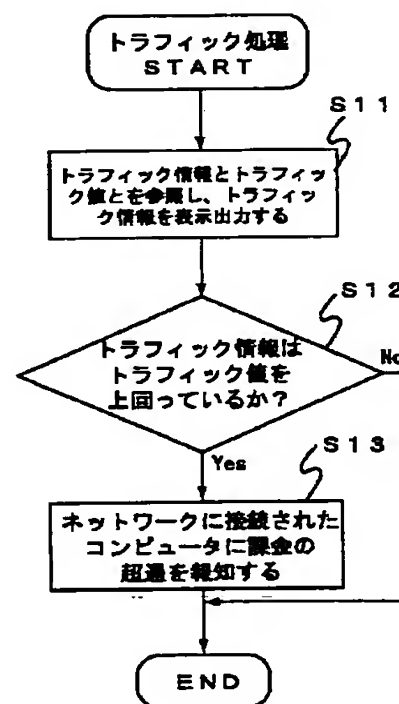 トラフィック処理
ＳＴＡＲＴ
Ｓ１１
トラフィック情報とトラフィッ
ク値とを参照し、トラフィッ
ク情報を表示出力する
Ｓ１２
トラフィック情報は
トラフィック値を
上回っているか？
No
Yes
Ｓ１３
ネットワークに接続された
コンピュータに課金の
超過を報知する
ＥＮＤ